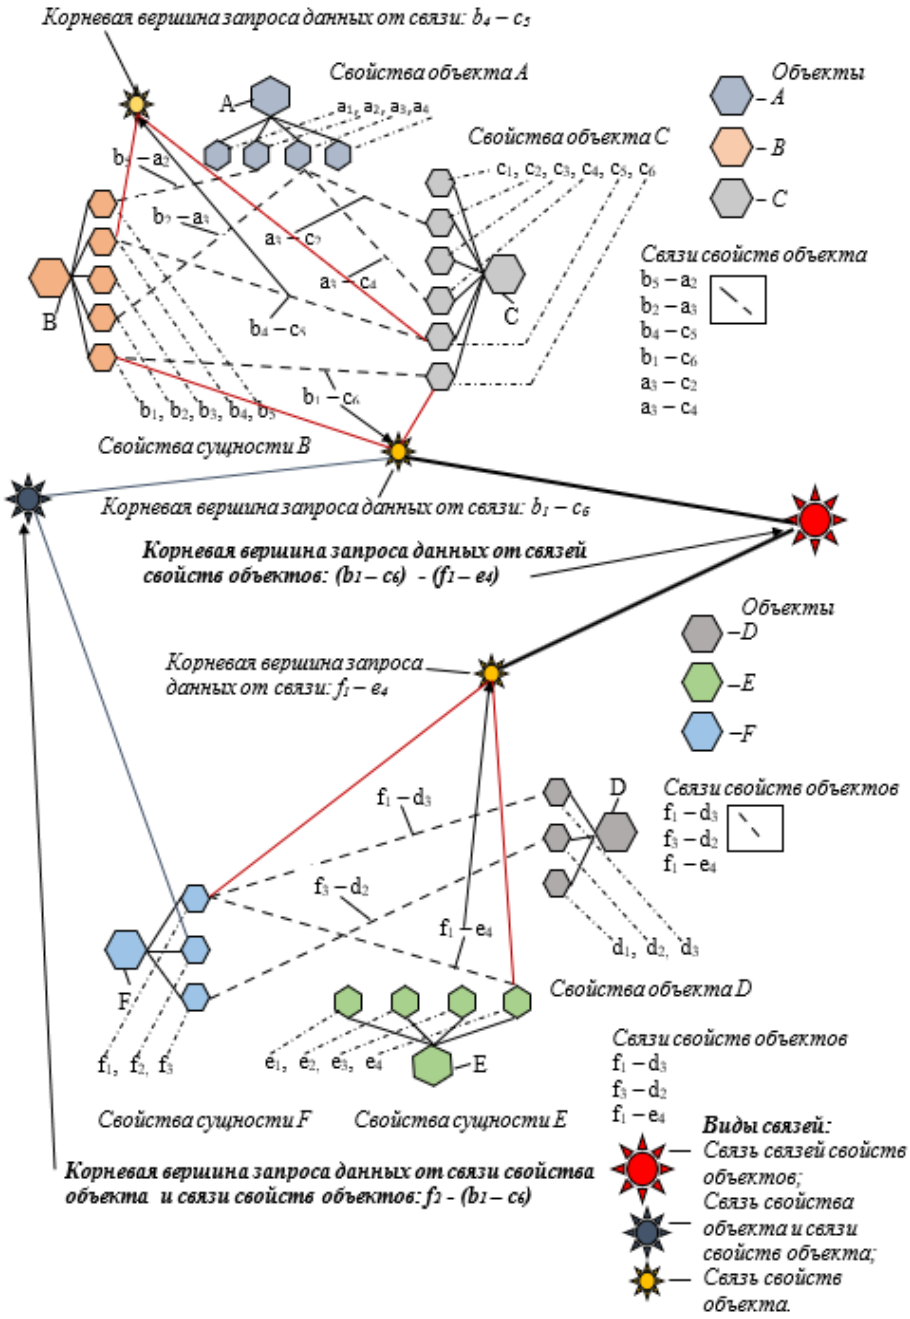 Корневая вершина запроса данных от связи: b₄ – c₅
Свойства объекта A
Объекты
A
a₁, a₂, a₃, a₄
– A
Свойства объекта C
– B
b₅ – a₂
c₁, c₂, c₃, c₄, c₅, c₆
– C
b₂ – a₃
a₃ – c₂
Связи свойств объекта
b₅ – a₂
a₃ – c₄
b₂ – a₃
B
b₄ – c₅
C
b₄ – c₅
b₁ – c₆
b₁ – c₆
a₃ – c₂
b₁, b₂, b₃, b₄, b₅
a₃ – c₄
Свойства сущности B
Корневая вершина запроса данных от связи: b₁ – c₆
Корневая вершина запроса данных от связей
свойств объектов: (b₁ – c₆) - (f₁ – e₄)
Объекты
– D
Корневая вершина запроса
данных от связи: f₁ – e₄
– E
– F
D
Связи свойств объектов
f₁ – d₃
f₁ – d₃
f₃ – d₂
f₁ – e₄
f₃ – d₂
f₁ – e₄
d₁, d₂, d₃
F
Свойства объекта D
f₁, f₂, f₃
e₁, e₂, e₃, e₄
E
Связи свойств объектов
f₁ – d₃
f₃ – d₂
f₁ – e₄
Свойства сущности F
Свойства сущности E
Виды связей:
Связь связей свойств
объектов;
Корневая вершина запроса данных от связи свойства
объекта и связи свойств объектов: f₂ - (b₁ – c₆)
Связь свойства
объекта и связи
свойств объекта;
Связь свойств
объекта.